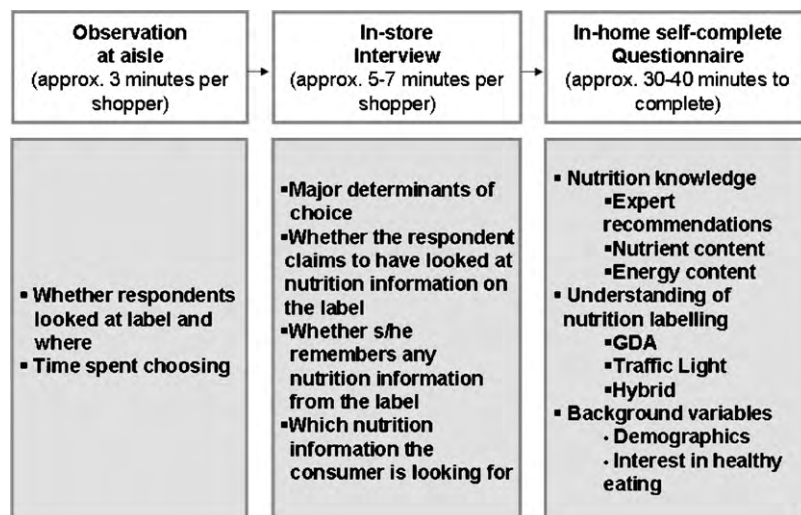 Observation
at aisle
(approx. 3 minutes per
shopper)
In-store
Interview
(approx. 5-7 minutes per
shopper)
In-home self-complete
Questionnaire
(approx. 30-40 minutes to
complete)
▪ Whether respondents
looked at label and
where
▪ Time spent choosing
▪Major determinants of
choice
▪Whether the respondent
claims to have looked at
nutrition information on
the label
▪Whether s/he
remembers any
nutrition information
from the label
▪Which nutrition
information the
consumer is looking for
▪ Nutrition knowledge
▪Expert
recommendations
▪Nutrient content
▪Energy content
▪ Understanding of
nutrition labelling
▪GDA
▪Traffic Light
▪Hybrid
▪ Background variables
· Demographics
· Interest in healthy
eating